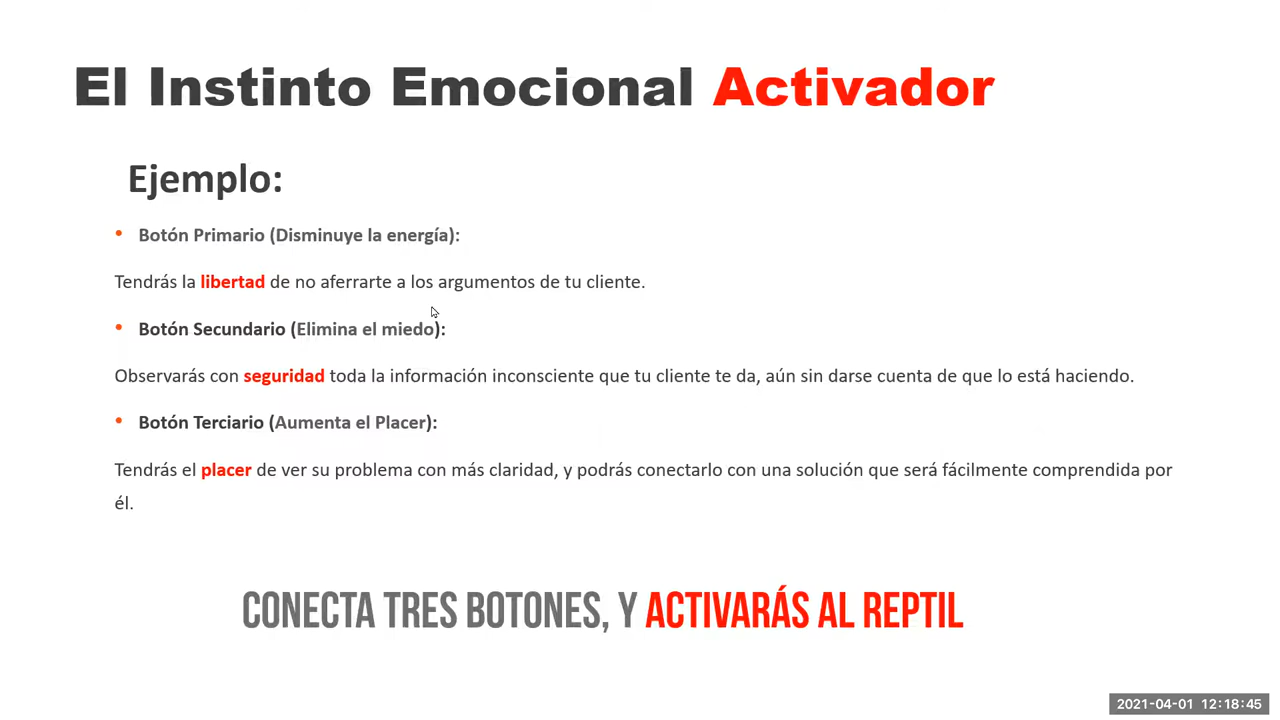 El Instinto Emocional Activador
Ejemplo:
• Botón Primario (Disminuye la energía):
Tendrás la libertad de no aferrarte a los argumentos de tu cliente.
• Botón Secundario (Elimina el miedo):
Observarás con seguridad toda la información inconsciente que tu cliente te da, aún sin darse cuenta de que lo está haciendo.
• Botón Terciario (Aumenta el Placer):
Tendrás el placer de ver su problema con más claridad, y podrás conectarlo con una solución que será fácilmente comprendida por
él.
CONECTA TRES BOTONES, Y ACTIVARÁS AL REPTIL
2021-04-01 12:18:45